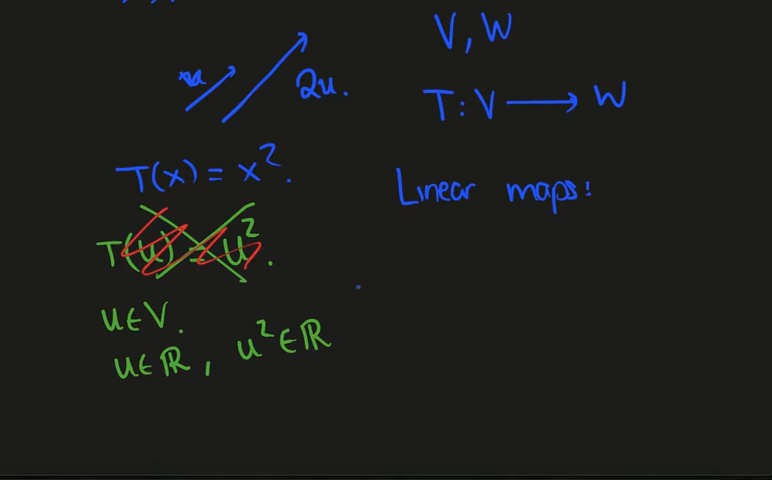 u
2u.
T(x) = x².
T(u) = u².
u∈V.
u∈ℝ, u²∈ℝ
V, W
T: V ⟶ W
Linear maps: